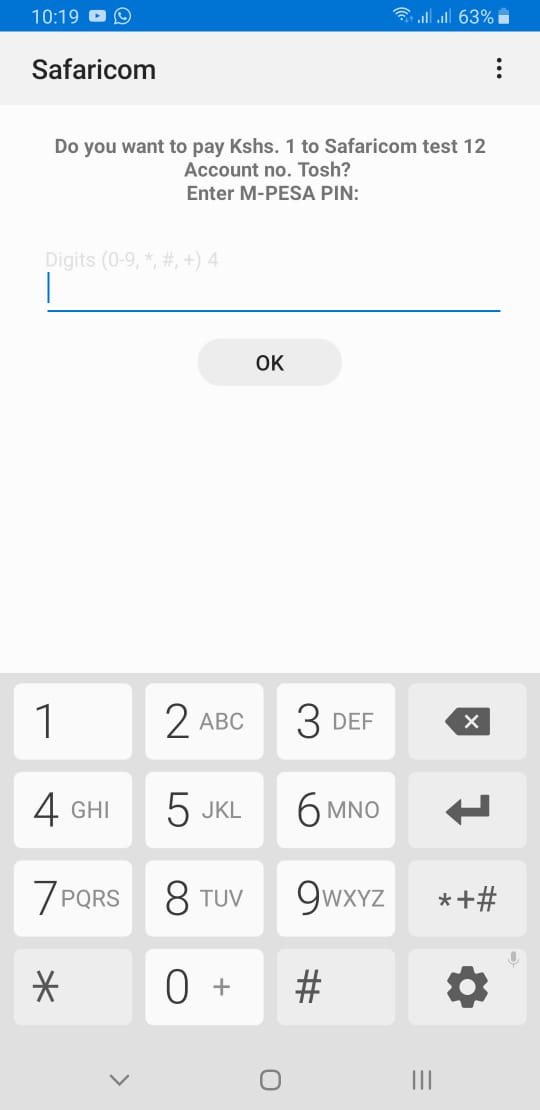 10:19 63%
Safaricom
Do you want to pay Kshs. 1 to Safaricom test 12
Account no. Tosh?
Enter M-PESA PIN:
Digits (0-9, *, #, +) 4
OK
1 2 ABC 3 DEF
4 GHI 5 JKL 6 MNO
7 PQRS 8 TUV 9 WXYZ *+#
* 0 + #